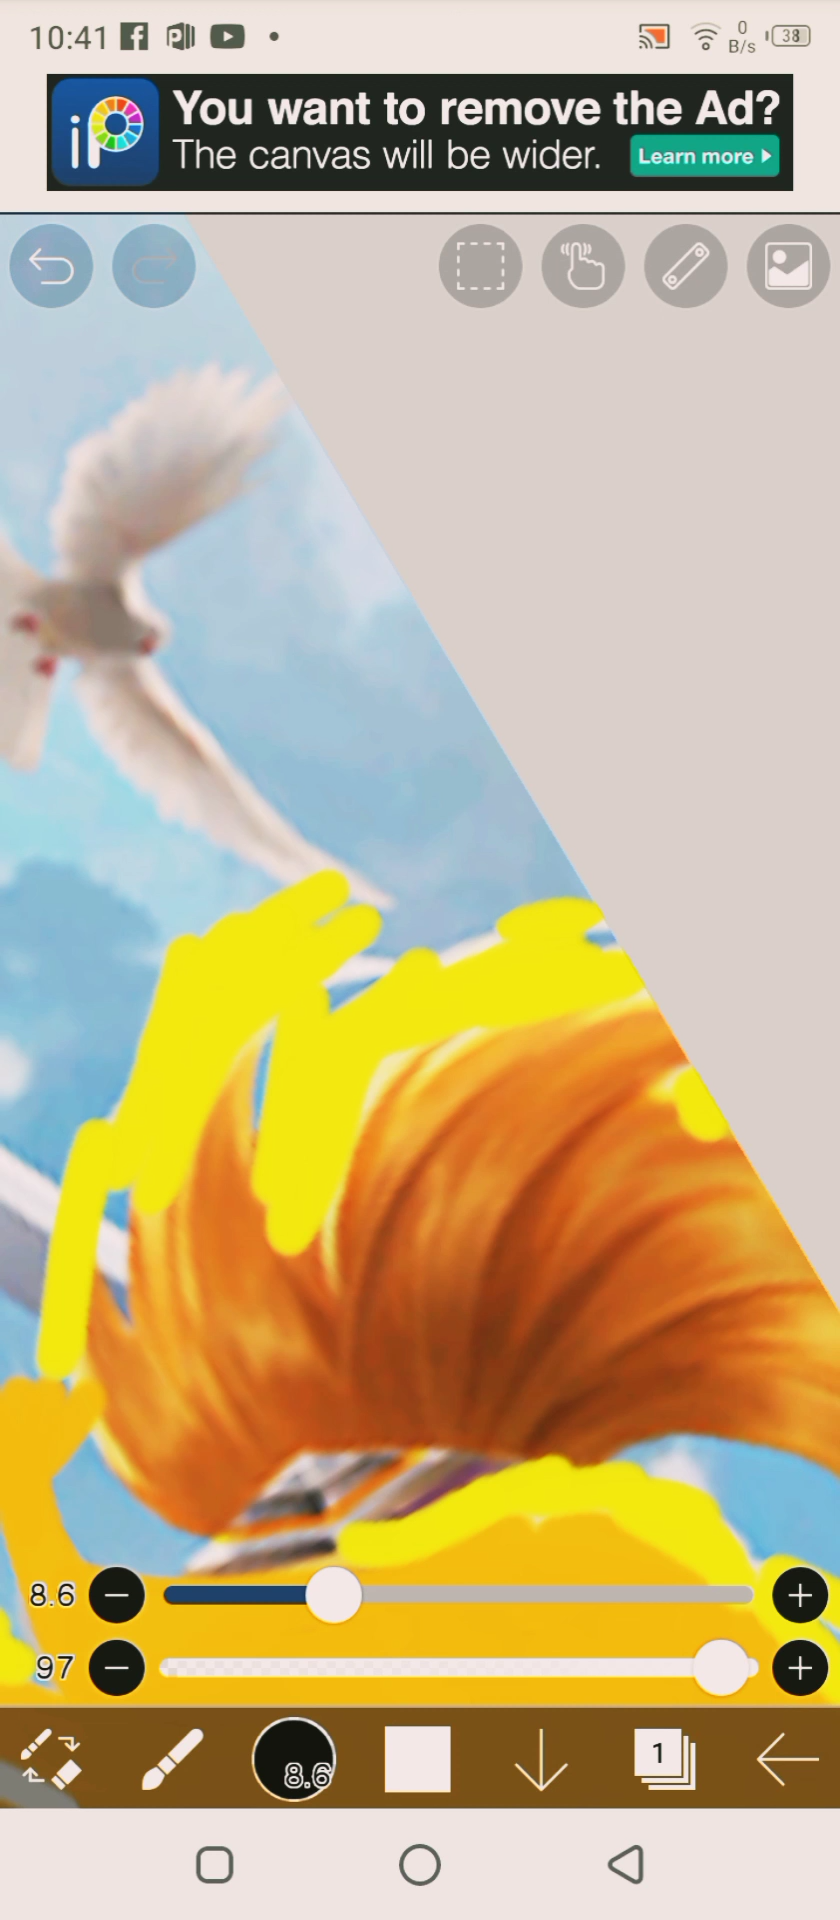 10:41
0
B/s
38
iP
You want to remove the Ad?
The canvas will be wider.
Learn more
8.6
97
8.6
1